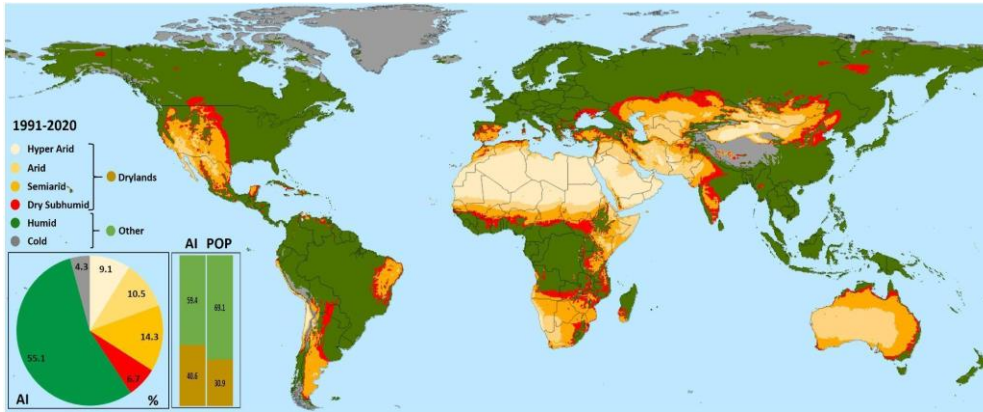 1991-2020
Hyper Arid
Arid
Semiarid
Drylands
Dry Subhumid
Humid
Other
Cold
AI POP
4.3
9.1
10.5
14.3
6.7
55.1
AI
%
59.4
69.1
40.6
30.9